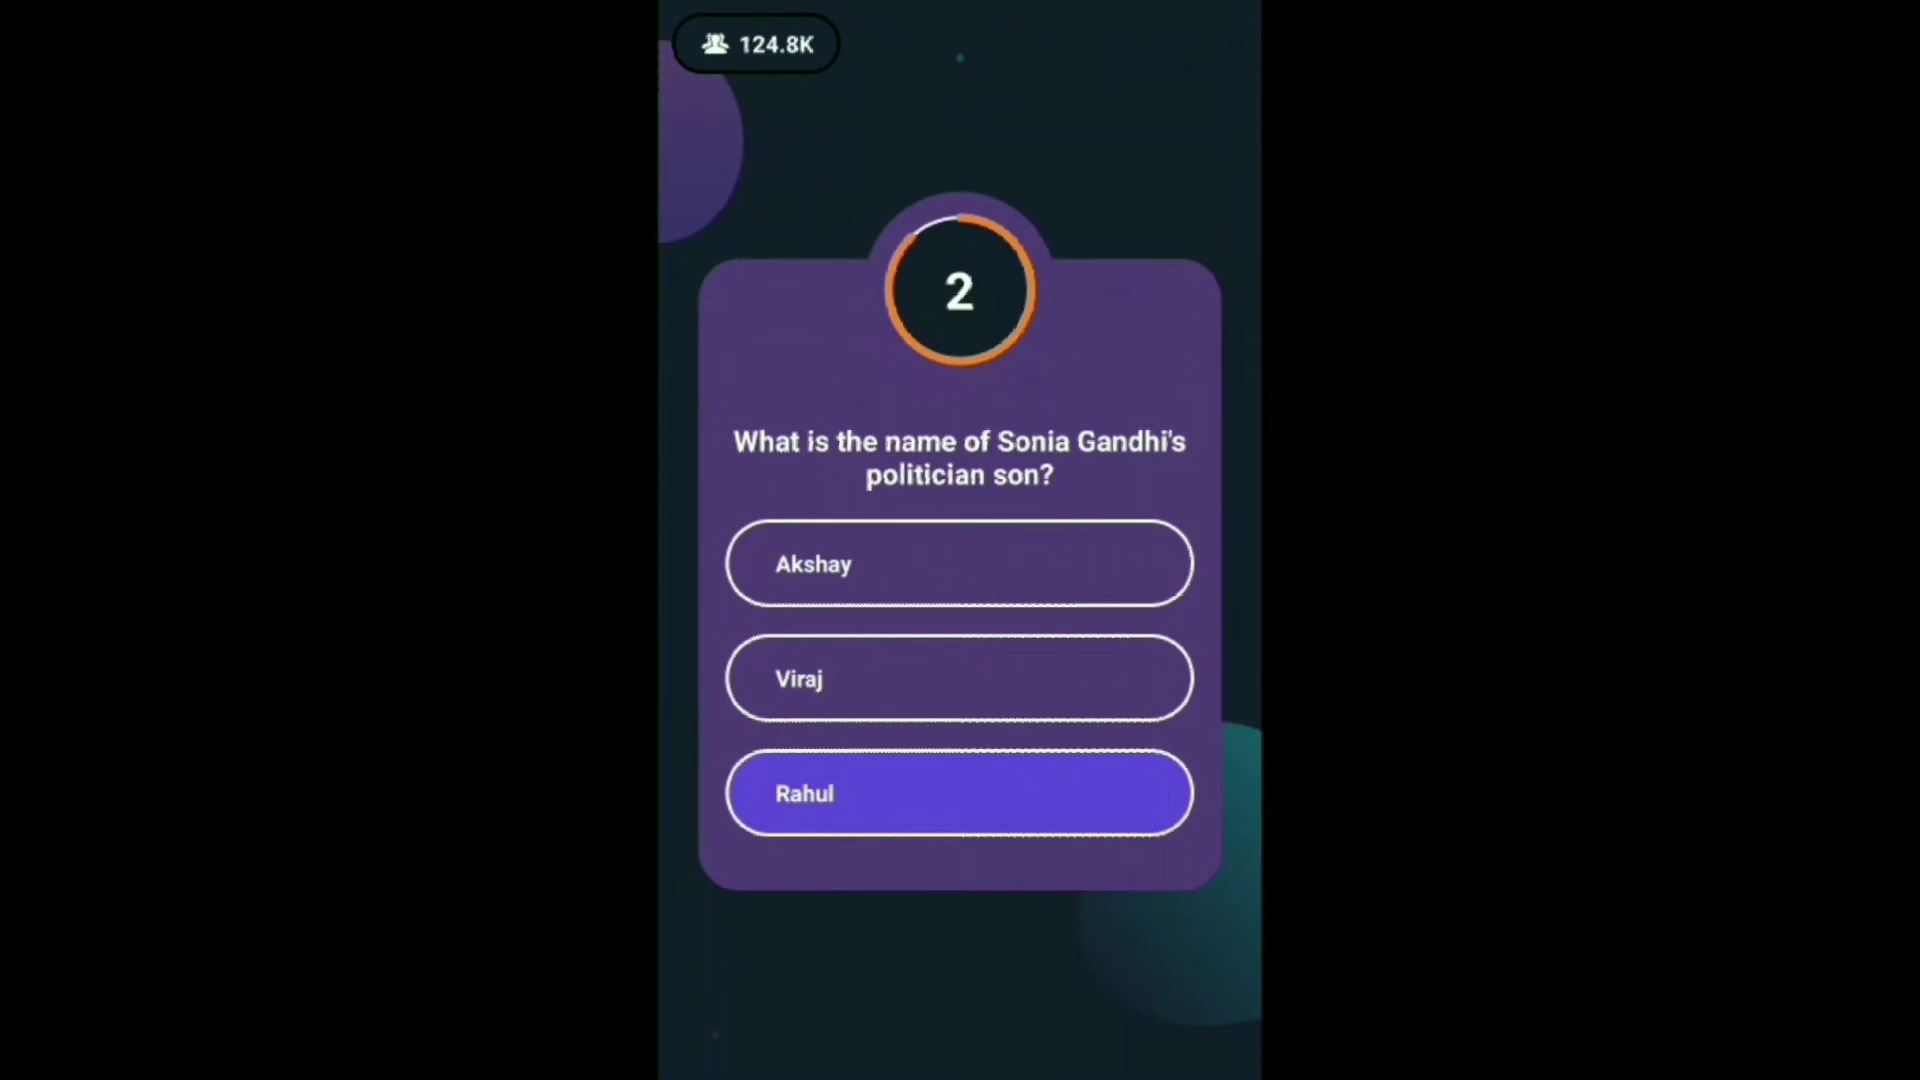 124.8K
2
What is the name of Sonia Gandhi's
politician son?
Akshay
Viraj
Rahul